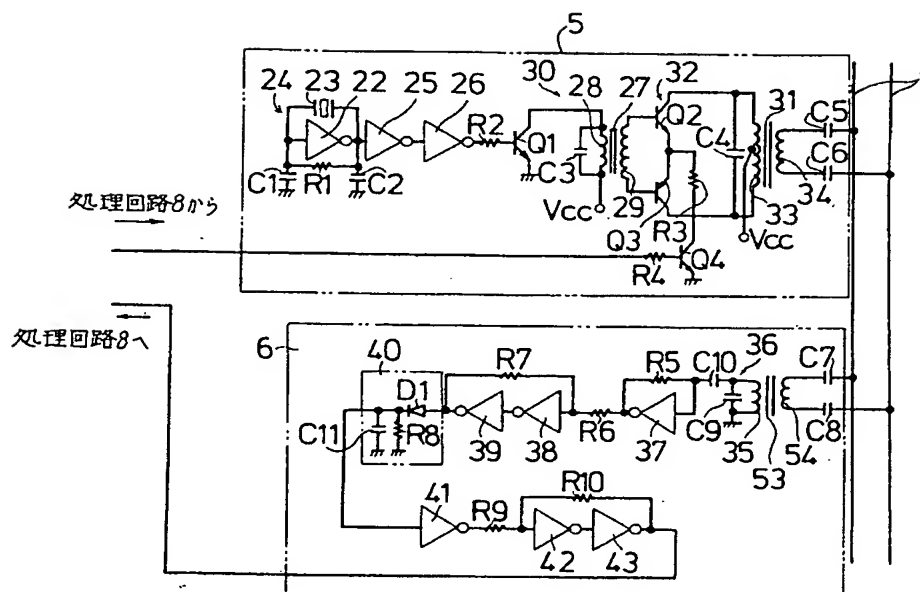 5
24 23 22 25 26 30 28 27 32 31
R2 Q1 C3 Q2 C4 C5
C1 R1 C2 C6
29 33 34
Vcc Q3 R3 Vcc
処理回路8から
R4 Q4
処理回路8へ
6 40 R7 R5 C10 36 C7
D1
C11 R8 R6 C9 C8
39 38 37 35 53 54
41 R9 R10
42 43